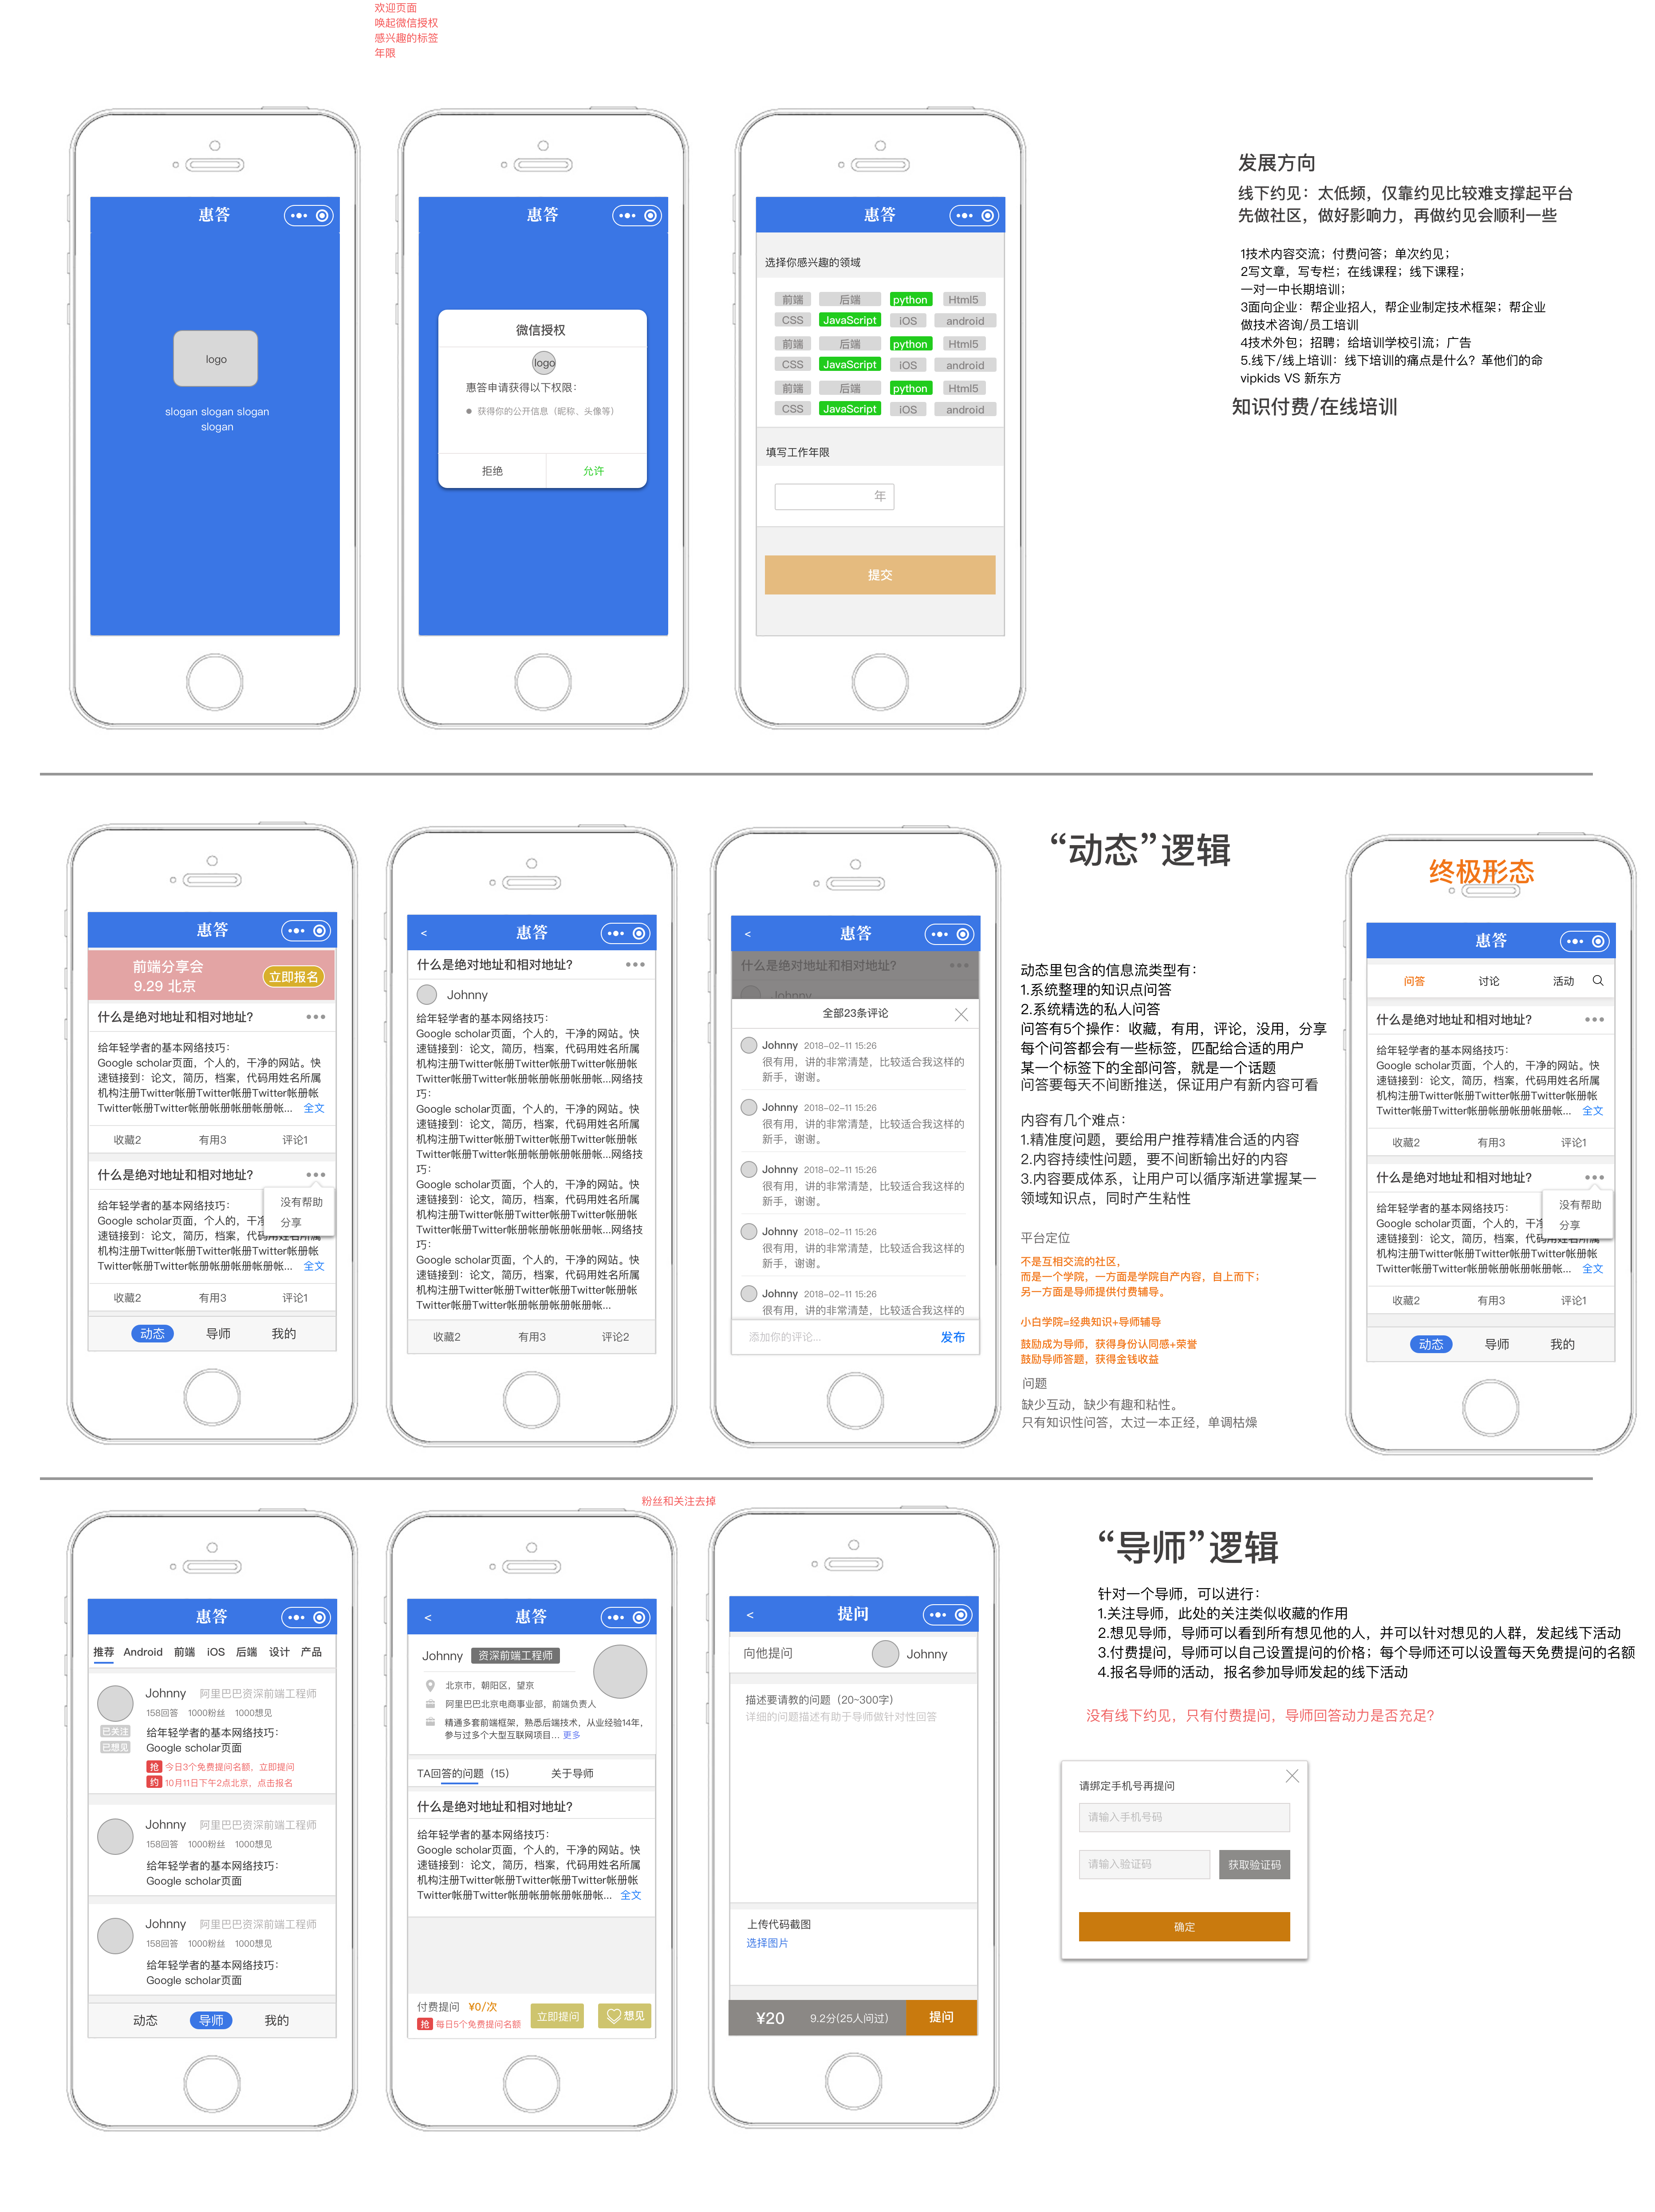 欢迎页面
唤起微信授权
感兴趣的标签
年限
惠答
logo
slogan slogan slogan
slogan
惠答
微信授权
logo
惠答申请获得以下权限：
获得你的公开信息（昵称、头像等）
拒绝
允许
惠答
选择你感兴趣的领域
前端 后端 python Html5
CSS JavaScript iOS android
前端 后端 python Html5
CSS JavaScript iOS android
前端 后端 python Html5
CSS JavaScript iOS android
填写工作年限
年
提交
发展方向
线下约见：太低频，仅靠约见比较难支撑起平台
先做社区，做好影响力，再做约见会顺利一些
1技术内容交流；付费问答；单次约见；
2写文章，写专栏；在线课程；线下课程；
一对一中长期培训；
3面向企业：帮企业招人，帮企业制定技术框架；帮企业
做技术咨询/员工培训
4技术外包；招聘；给培训学校引流；广告
5.线下/线上培训：线下培训的痛点是什么？革他们的命
vipkids VS 新东方
知识付费/在线培训
惠答
前端分享会
9.29 北京
立即报名
什么是绝对地址和相对地址？
给年轻学者的基本网络技巧：
Google scholar页面，个人的，干净的网站。快
速链接到：论文，简历，档案，代码用姓名所属
机构注册Twitter帐册Twitter帐册Twitter帐册帐
Twitter帐册Twitter帐册帐册帐册帐册帐... 全文
收藏2 有用3 评论1
什么是绝对地址和相对地址？
没有帮助
分享
给年轻学者的基本网络技巧：
Google scholar页面，个人的，干
速链接到：论文，简历，档案，代码用姓名所属
机构注册Twitter帐册Twitter帐册Twitter帐册帐
Twitter帐册Twitter帐册帐册帐册帐册帐... 全文
收藏2 有用3 评论1
动态 导师 我的
< 惠答
什么是绝对地址和相对地址？
Johnny
给年轻学者的基本网络技巧：
Google scholar页面，个人的，干净的网站。快
速链接到：论文，简历，档案，代码用姓名所属
机构注册Twitter帐册Twitter帐册Twitter帐册帐
Twitter帐册Twitter帐册帐册帐册帐册帐...网络技
巧：
Google scholar页面，个人的，干净的网站。快
速链接到：论文，简历，档案，代码用姓名所属
机构注册Twitter帐册Twitter帐册Twitter帐册帐
Twitter帐册Twitter帐册帐册帐册帐册帐...网络技
巧：
Google scholar页面，个人的，干净的网站。快
速链接到：论文，简历，档案，代码用姓名所属
机构注册Twitter帐册Twitter帐册Twitter帐册帐
Twitter帐册Twitter帐册帐册帐册帐册帐...网络技
巧：
Google scholar页面，个人的，干净的网站。快
速链接到：论文，简历，档案，代码用姓名所属
机构注册Twitter帐册Twitter帐册Twitter帐册帐
Twitter帐册Twitter帐册帐册帐册帐册帐...
收藏2 有用3 评论2
< 惠答
什么是绝对地址和相对地址？
Johnny
全部23条评论
Johnny 2018-02-11 15:26
很有用，讲的非常清楚，比较适合我这样的
新手，谢谢。
Johnny 2018-02-11 15:26
很有用，讲的非常清楚，比较适合我这样的
新手，谢谢。
Johnny 2018-02-11 15:26
很有用，讲的非常清楚，比较适合我这样的
新手，谢谢。
Johnny 2018-02-11 15:26
很有用，讲的非常清楚，比较适合我这样的
新手，谢谢。
Johnny 2018-02-11 15:26
很有用，讲的非常清楚，比较适合我这样的
添加你的评论... 发布
“动态”逻辑
动态里包含的信息流类型有：
1.系统整理的知识点问答
2.系统精选的私人问答
问答有5个操作：收藏，有用，评论，没用，分享
每个问答都会有一些标签，匹配给合适的用户
某一个标签下的全部问答，就是一个话题
问答要每天不间断推送，保证用户有新内容可看
内容有几个难点：
1.精准度问题，要给用户推荐精准合适的内容
2.内容持续性问题，要不间断输出好的内容
3.内容要成体系，让用户可以循序渐进掌握某一
领域知识点，同时产生粘性
平台定位
不是互相交流的社区，
而是一个学院，一方面是学院自产内容，自上而下；
另一方面是导师提供付费辅导。
小白学院=经典知识+导师辅导
鼓励成为导师，获得身份认同感+荣誉
鼓励导师答题，获得金钱收益
问题
缺少互动，缺少有趣和粘性。
只有知识性问答，太过一本正经，单调枯燥
终极形态
惠答
问答 讨论 活动
什么是绝对地址和相对地址？
给年轻学者的基本网络技巧：
Google scholar页面，个人的，干净的网站。快
速链接到：论文，简历，档案，代码用姓名所属
机构注册Twitter帐册Twitter帐册Twitter帐册帐
Twitter帐册Twitter帐册帐册帐册帐册帐... 全文
收藏2 有用3 评论1
什么是绝对地址和相对地址？
没有帮助
分享
给年轻学者的基本网络技巧：
Google scholar页面，个人的，干
速链接到：论文，简历，档案，代码用姓名所属
机构注册Twitter帐册Twitter帐册Twitter帐册帐
Twitter帐册Twitter帐册帐册帐册帐册帐... 全文
收藏2 有用3 评论1
动态 导师 我的
粉丝和关注去掉
惠答
推荐 Android 前端 iOS 后端 设计 产品
Johnny 阿里巴巴资深前端工程师
158回答 1000粉丝 1000想见
已关注
已想见
给年轻学者的基本网络技巧：
Google scholar页面
抢 今日3个免费提问名额，立即提问
约 10月11日下午2点北京，点击报名
Johnny 阿里巴巴资深前端工程师
158回答 1000粉丝 1000想见
给年轻学者的基本网络技巧：
Google scholar页面
Johnny 阿里巴巴资深前端工程师
158回答 1000粉丝 1000想见
给年轻学者的基本网络技巧：
Google scholar页面
动态 导师 我的
< 惠答
Johnny 资深前端工程师
北京市，朝阳区，望京
阿里巴巴北京电商事业部，前端负责人
精通多套前端框架，熟悉后端技术，从业经验14年，
参与过多个大型互联网项目... 更多
TA回答的问题（15） 关于导师
什么是绝对地址和相对地址？
给年轻学者的基本网络技巧：
Google scholar页面，个人的，干净的网站。快
速链接到：论文，简历，档案，代码用姓名所属
机构注册Twitter帐册Twitter帐册Twitter帐册帐
Twitter帐册Twitter帐册帐册帐册帐册帐... 全文
付费提问 ¥0/次
抢 每日5个免费提问名额
立即提问
想见
< 提问
向他提问 Johnny
描述要请教的问题（20~300字）
详细的问题描述有助于导师做针对性回答
上传代码截图
选择图片
¥20 9.2分(25人问过) 提问
“导师”逻辑
针对一个导师，可以进行：
1.关注导师，此处的关注类似收藏的作用
2.想见导师，导师可以看到所有想见他的人，并可以针对想见的人群，发起线下活动
3.付费提问，导师可以自己设置提问的价格；每个导师还可以设置每天免费提问的名额
4.报名导师的活动，报名参加导师发起的线下活动
没有线下约见，只有付费提问，导师回答动力是否充足？
请绑定手机号再提问
请输入手机号码
请输入验证码 获取验证码
确定